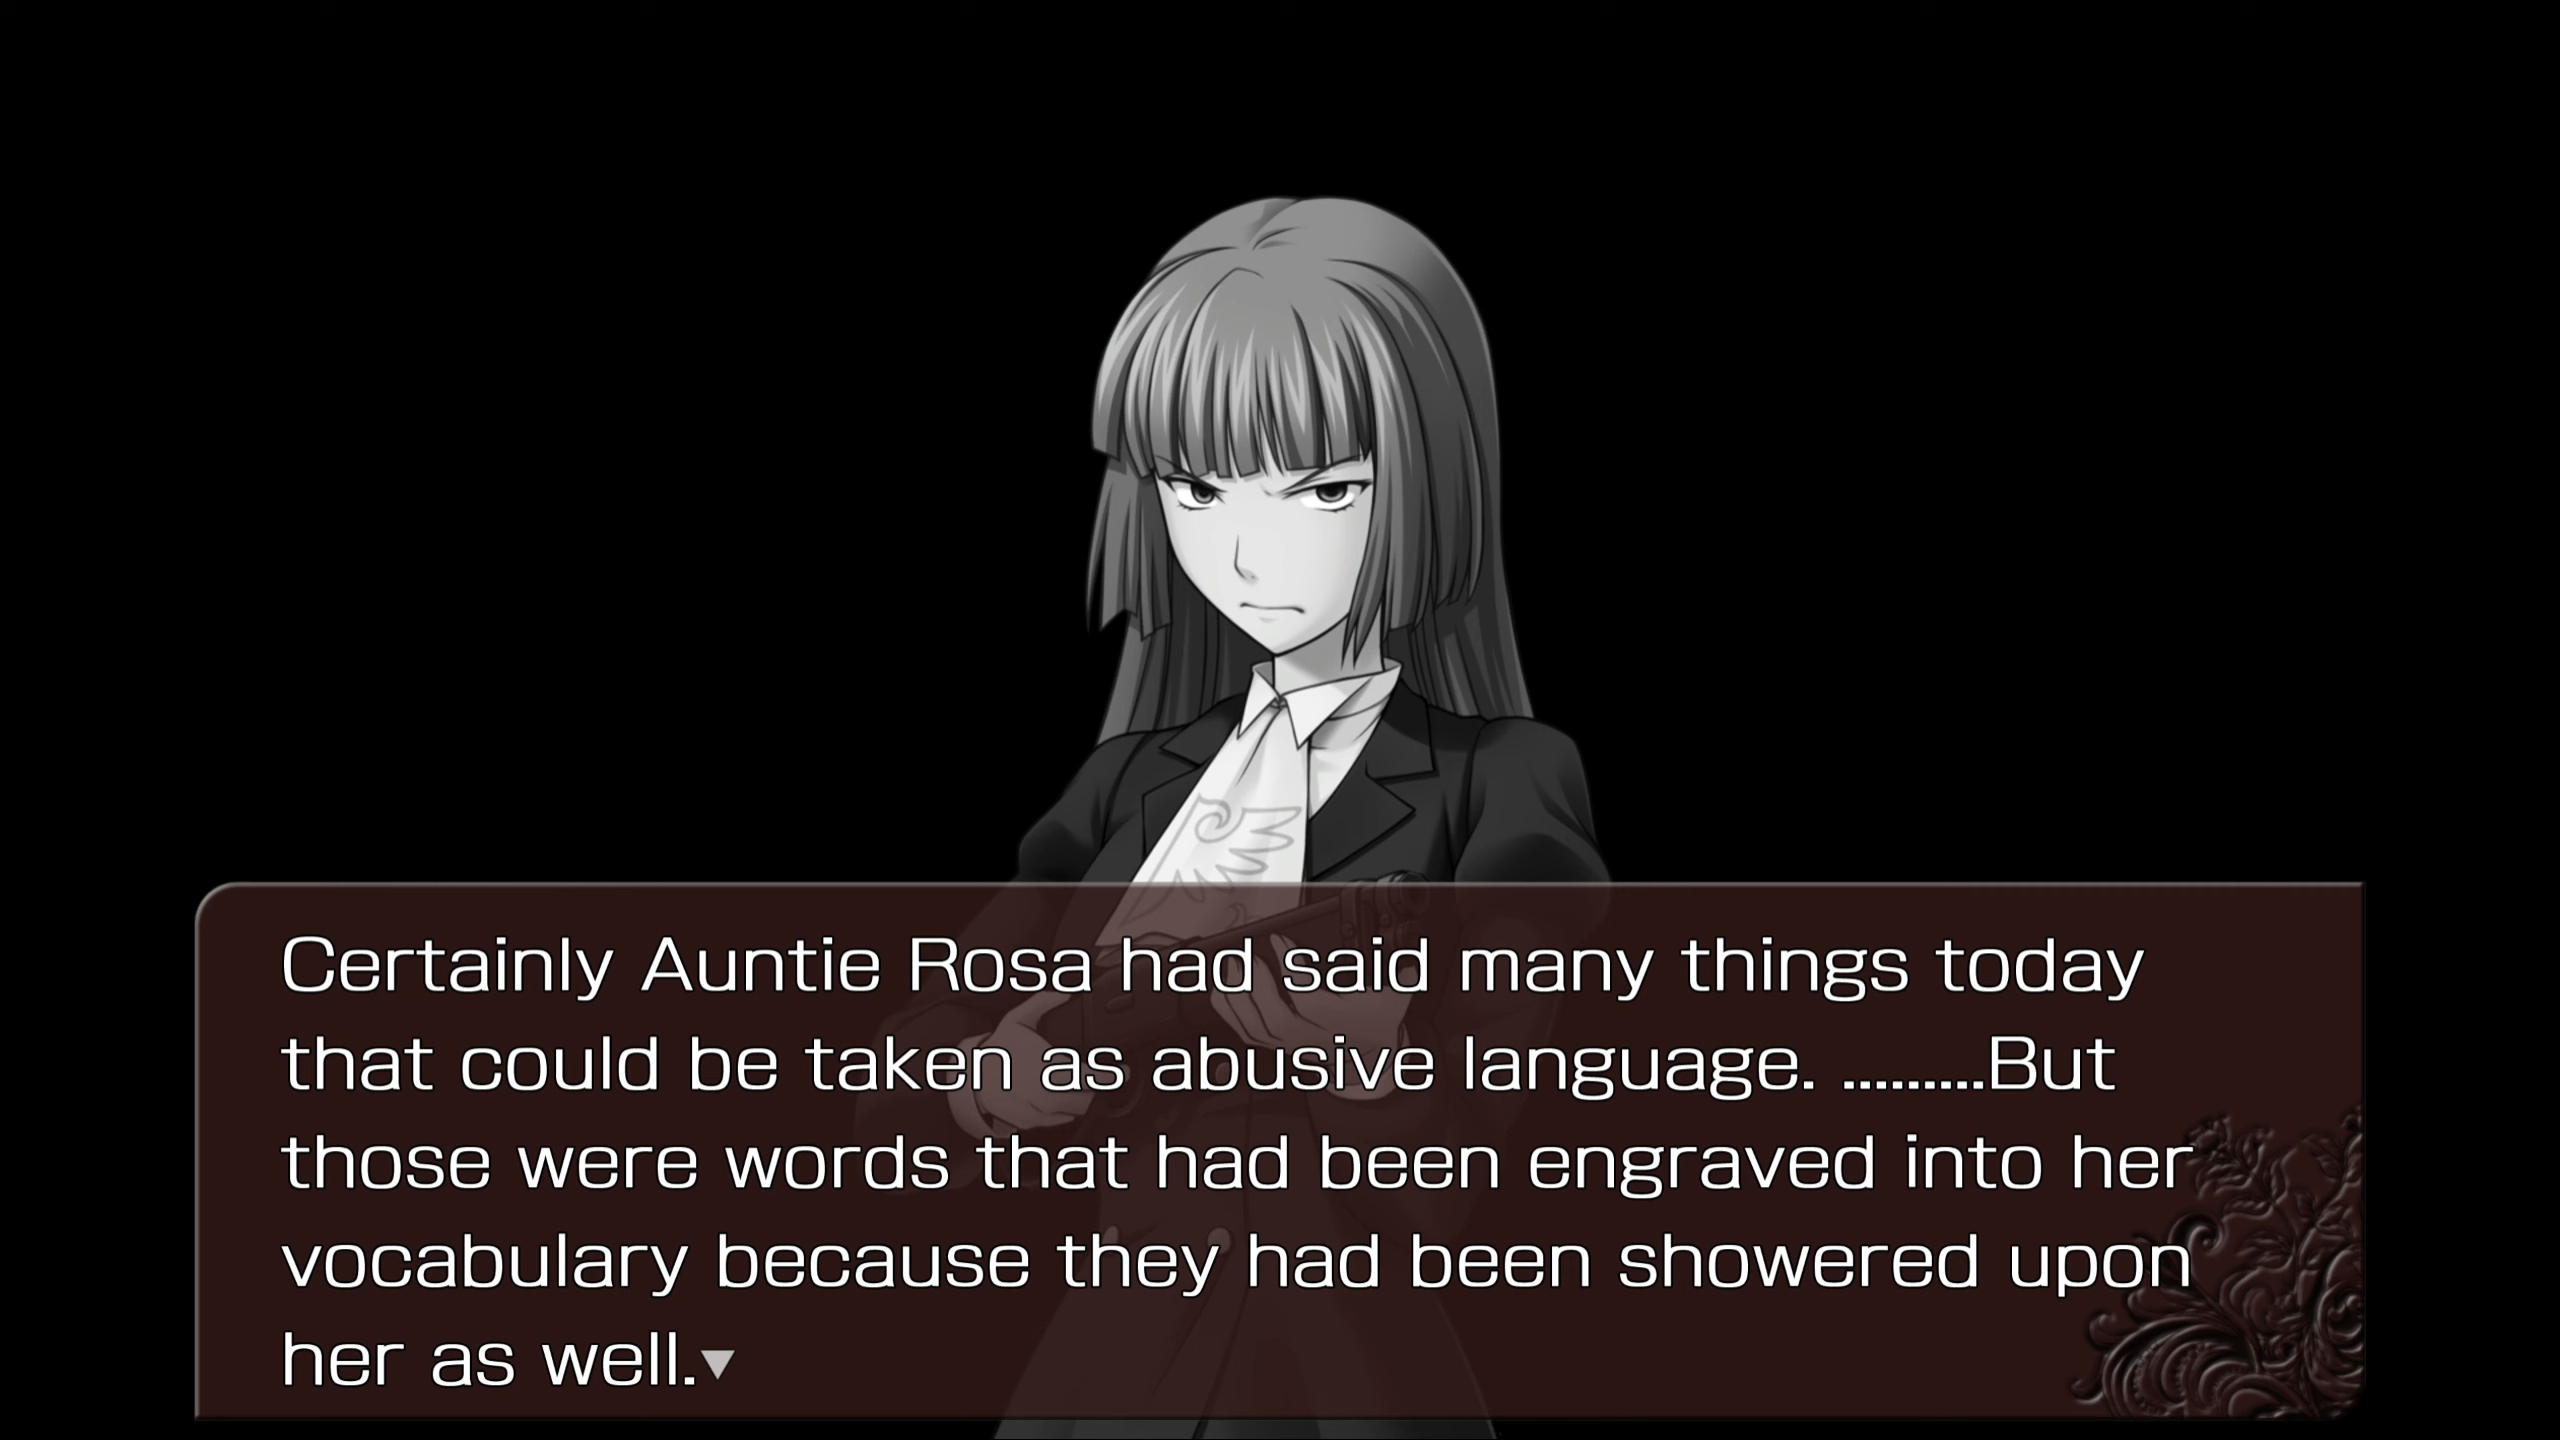 Certainly Auntie Rosa had said many things today
that could be taken as abusive language. .........But
those were words that had been engraved into her
vocabulary because they had been showered upon
her as well.